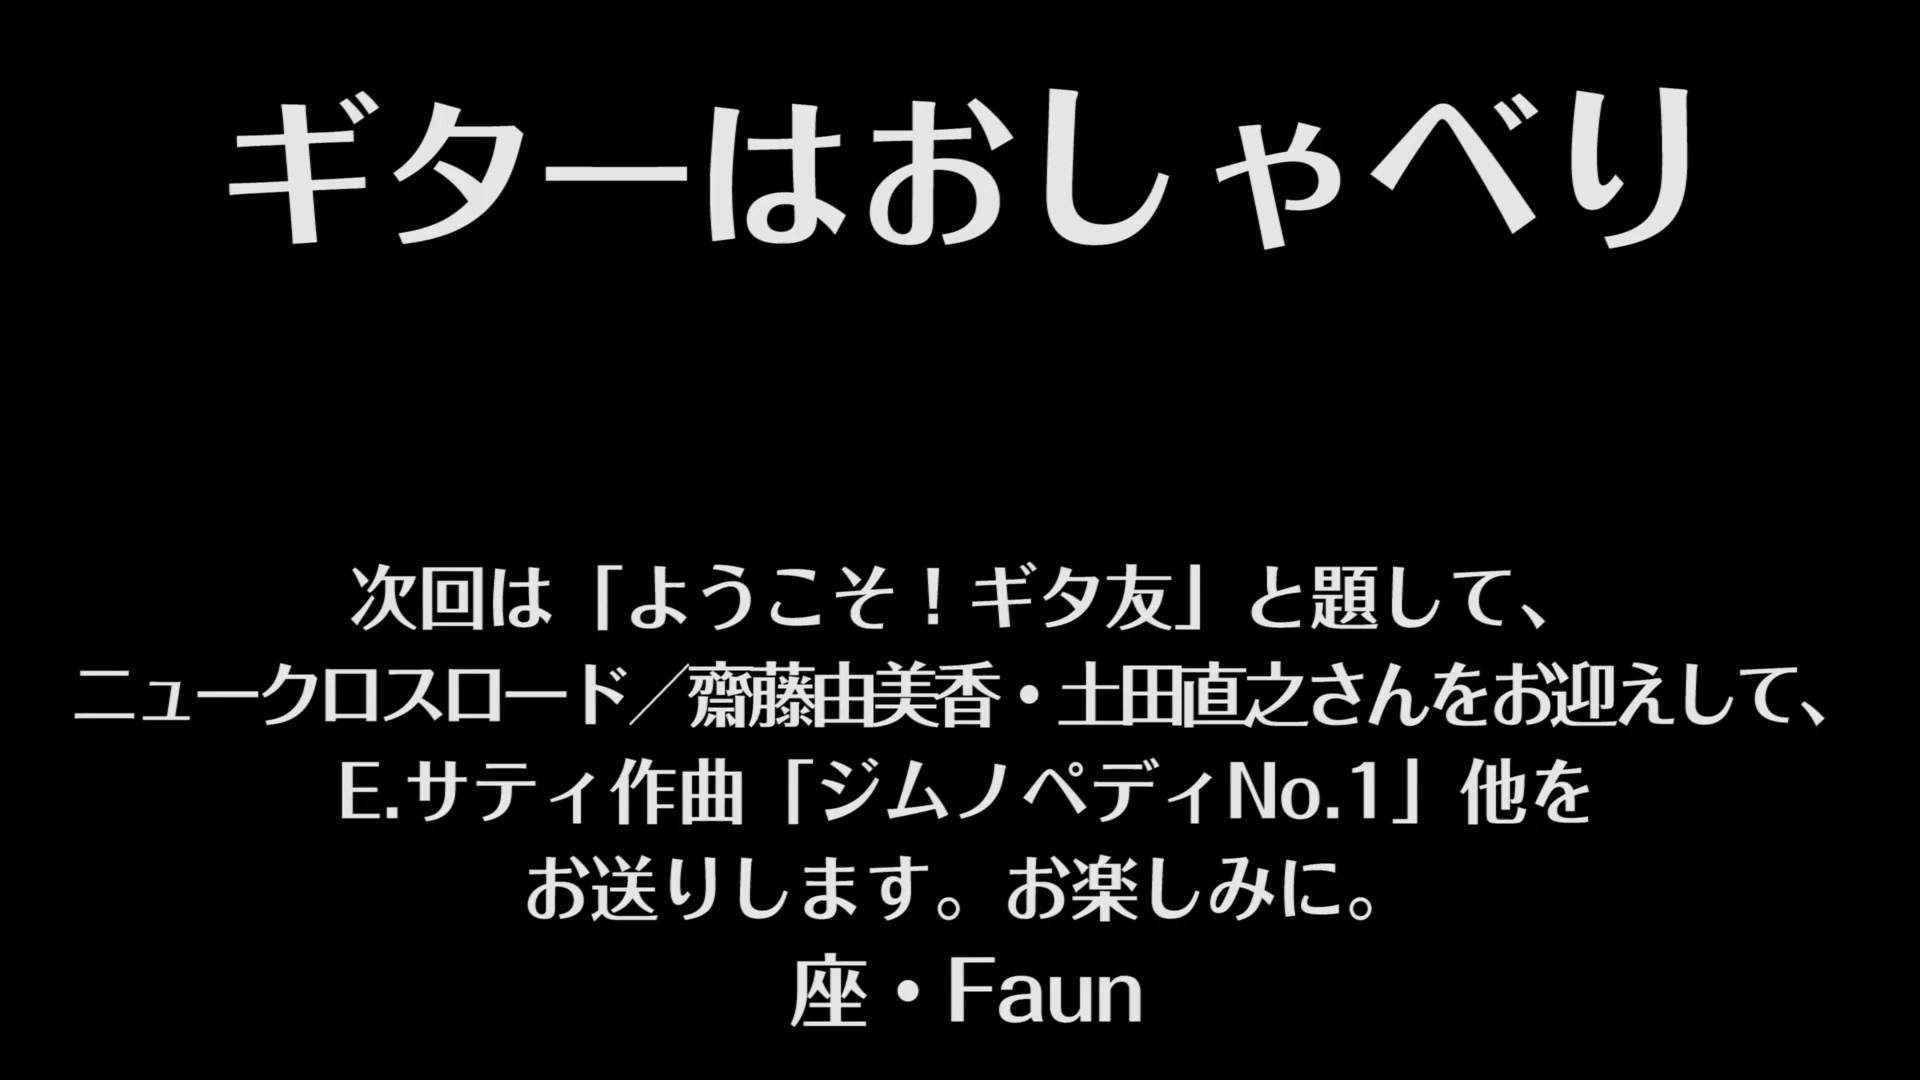 ギターはおしゃべり
次回は「ようこそ！ギタ友」と題して、
ニュークロスロード／齋藤由美香・土田直之さんをお迎えして、
E.サティ作曲「ジムノペディNo.1」他を
お送りします。お楽しみに。
座・Faun